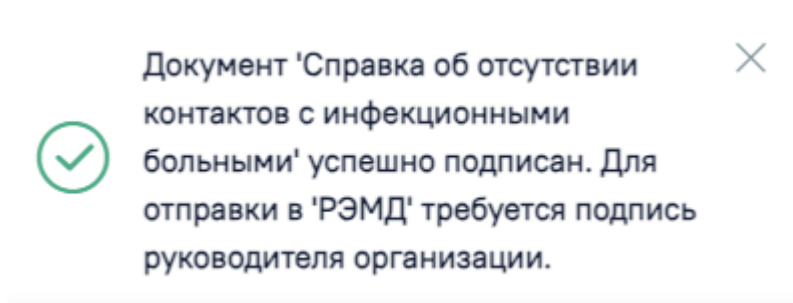 Документ 'Справка об отсутствии
контактов с инфекционными
больными' успешно подписан. Для
отправки в 'РЭМД' требуется подпись
руководителя организации.